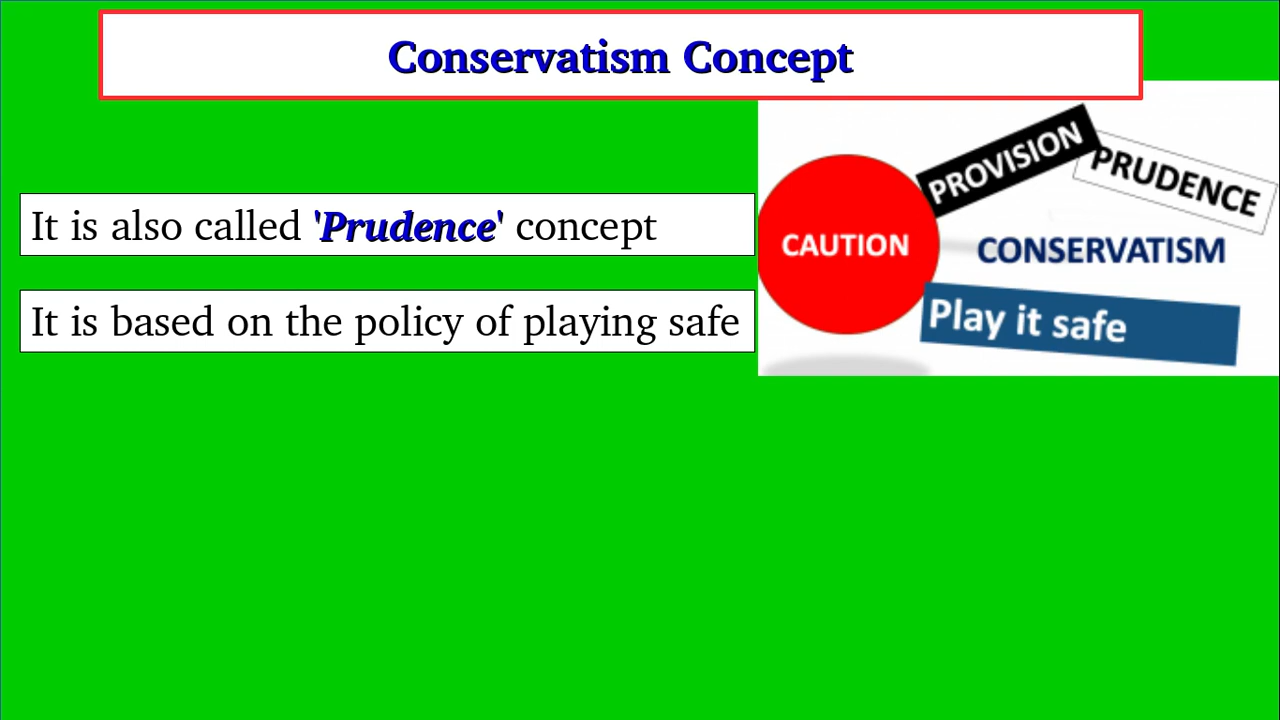 Conservatism Concept
It is also called 'Prudence' concept
It is based on the policy of playing safe
PROVISION
PRUDENCE
CAUTION
CONSERVATISM
Play it safe